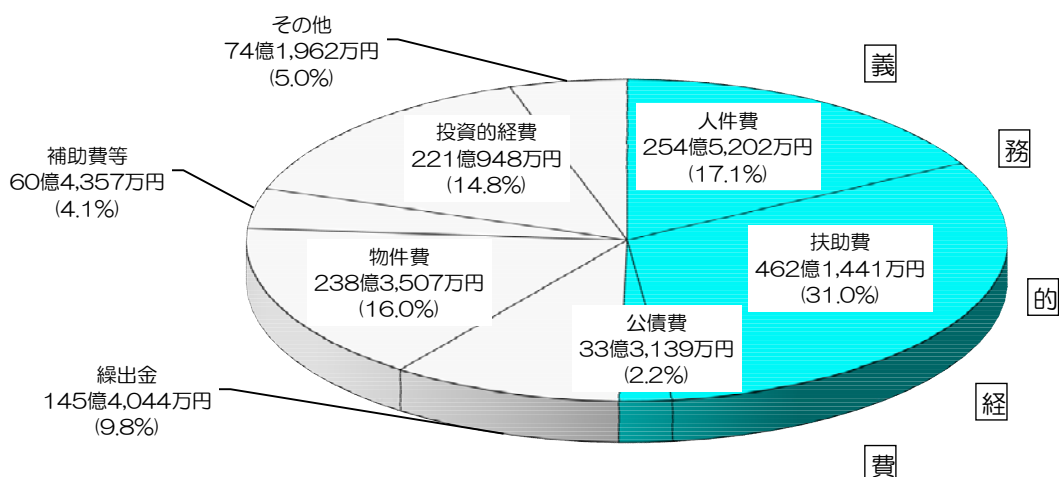 その他
74億1,962万円
(5.0%)
義
人件費
254億5,202万円
(17.1%)
投資的経費
221億948万円
(14.8%)
務
補助費等
60億4,357万円
(4.1%)
扶助費
462億1,441万円
(31.0%)
物件費
238億3,507万円
(16.0%)
的
公債費
33億3,139万円
(2.2%)
繰出金
145億4,044万円
(9.8%)
経
費